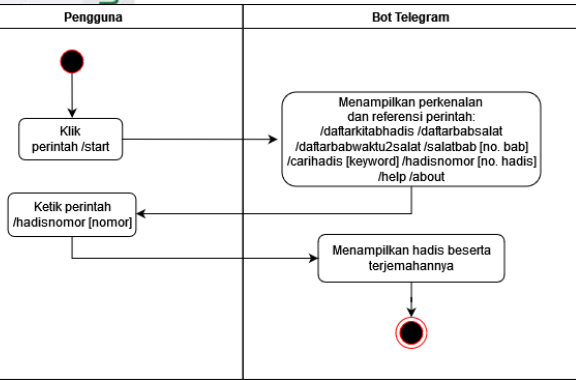 Pengguna
Bot Telegram
Klik
perintah /start
Menampilkan perkenalan
dan referensi perintah:
/daftarkitabhadis /daftarbabsalat
/daftarbabwaktu2salat /salatbab [no. bab]
/carihadis [keyword] /hadisnomor [no. hadis]
/help /about
Ketik perintah
/hadisnomor [nomor]
Menampilkan hadis beserta
terjemahannya